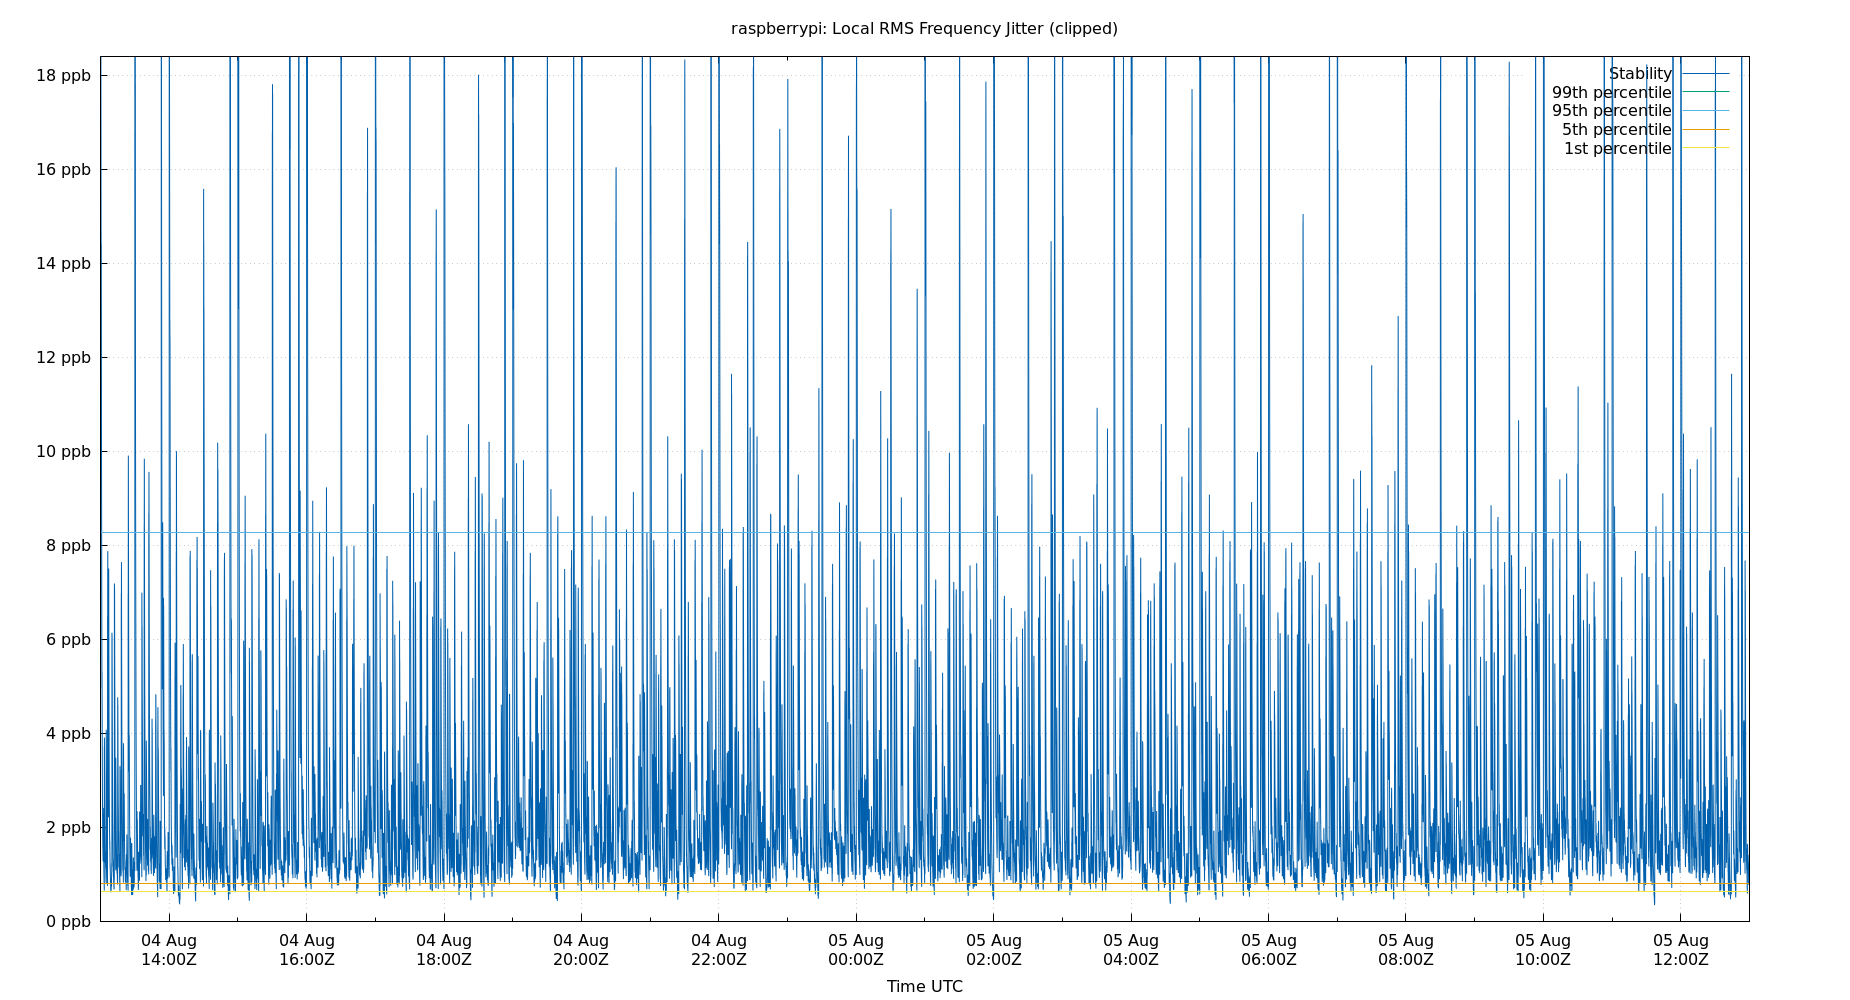 raspberrypi: Local RMS Frequency Jitter (clipped)
18 ppb
16 ppb
14 ppb
12 ppb
10 ppb
8 ppb
6 ppb
4 ppb
2 ppb
0 ppb
Stability
99th percentile
95th percentile
5th percentile
1st percentile
04 Aug 04 Aug 04 Aug 04 Aug 04 Aug 05 Aug 05 Aug 05 Aug 05 Aug 05 Aug 05 Aug 05 Aug
14:00Z 16:00Z 18:00Z 20:00Z 22:00Z 00:00Z 02:00Z 04:00Z 06:00Z 08:00Z 10:00Z 12:00Z
Time UTC